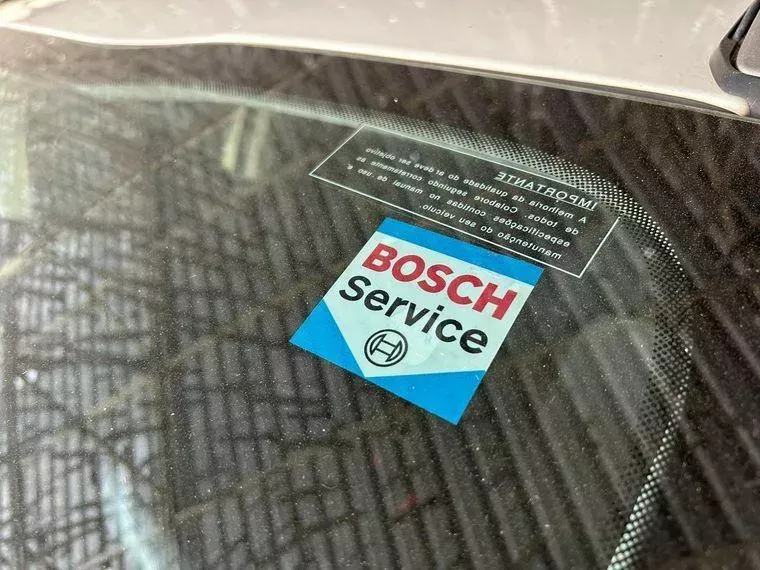 IMPORTANTE
A melhoria da qualidade do ar deve ser objetivo
de todos. Colabore seguindo corretamente as
especificações contidas no manual de uso e
manutenção do seu veículo.
BOSCH
Service